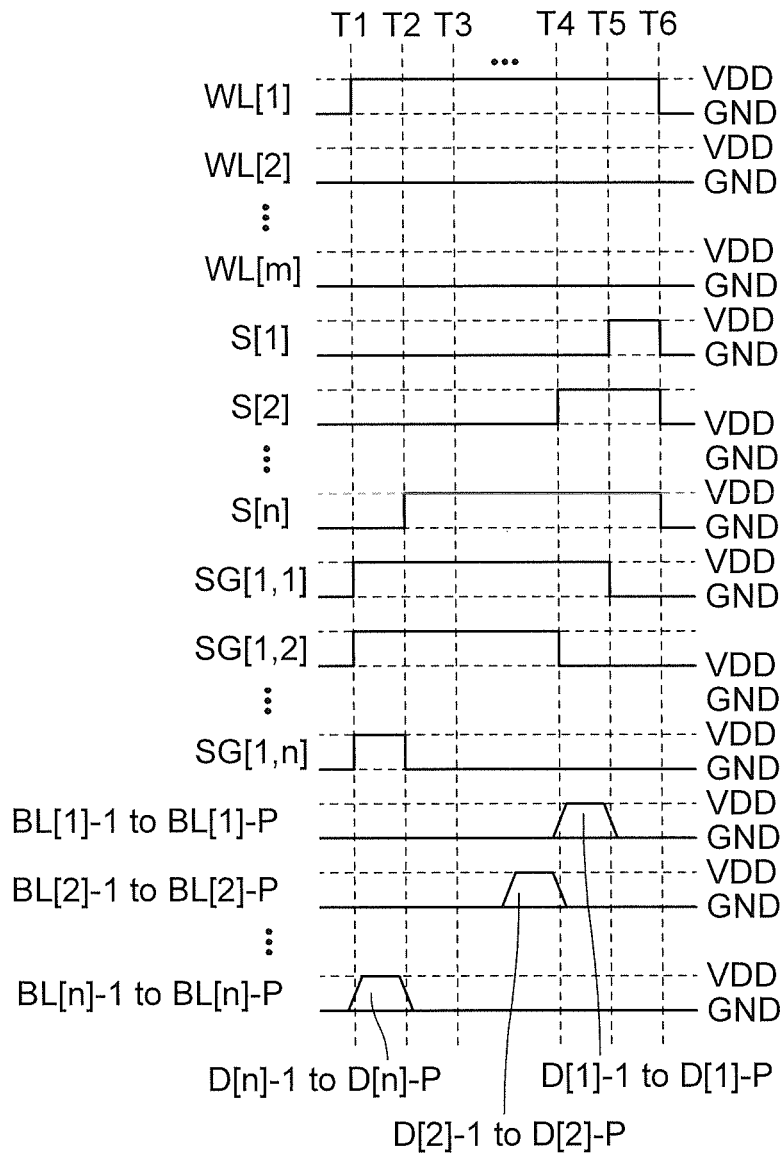 T1 T2 T3 T4 T5 T6
...
WL[1] VDD
GND
WL[2] VDD
GND
WL[m] VDD
GND
S[1] VDD
GND
S[2] VDD
GND
S[n] VDD
GND
SG[1,1] VDD
GND
SG[1,2] VDD
GND
SG[1,n] VDD
GND
BL[1]-1 to BL[1]-P VDD
GND
BL[2]-1 to BL[2]-P VDD
GND
BL[n]-1 to BL[n]-P VDD
GND
D[n]-1 to D[n]-P D[1]-1 to D[1]-P
D[2]-1 to D[2]-P